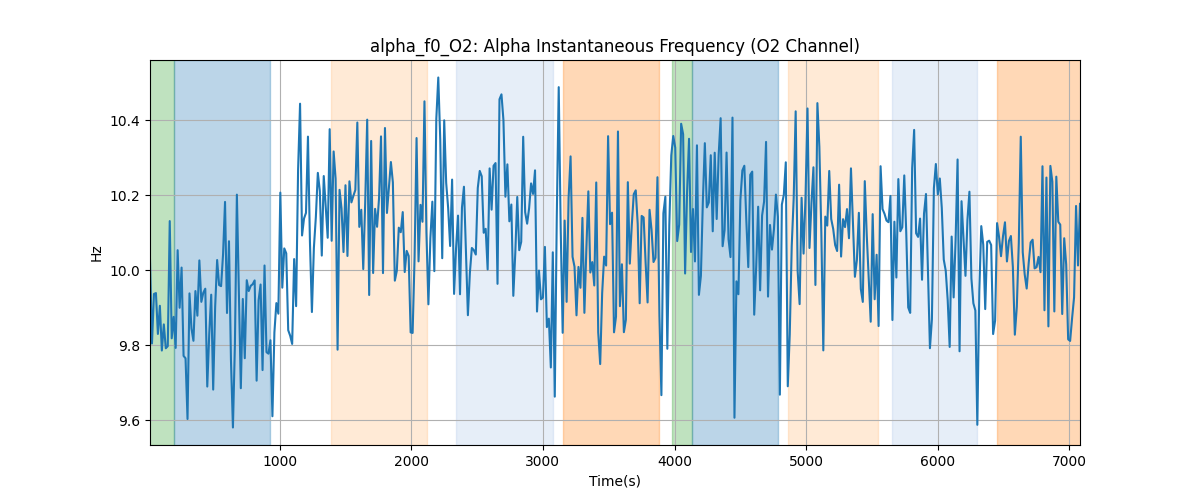 alpha_f0_O2: Alpha Instantaneous Frequency (O2 Channel)
Hz
10.4
10.2
10.0
9.8
9.6
1000 2000 3000 4000 5000 6000 7000
Time(s)